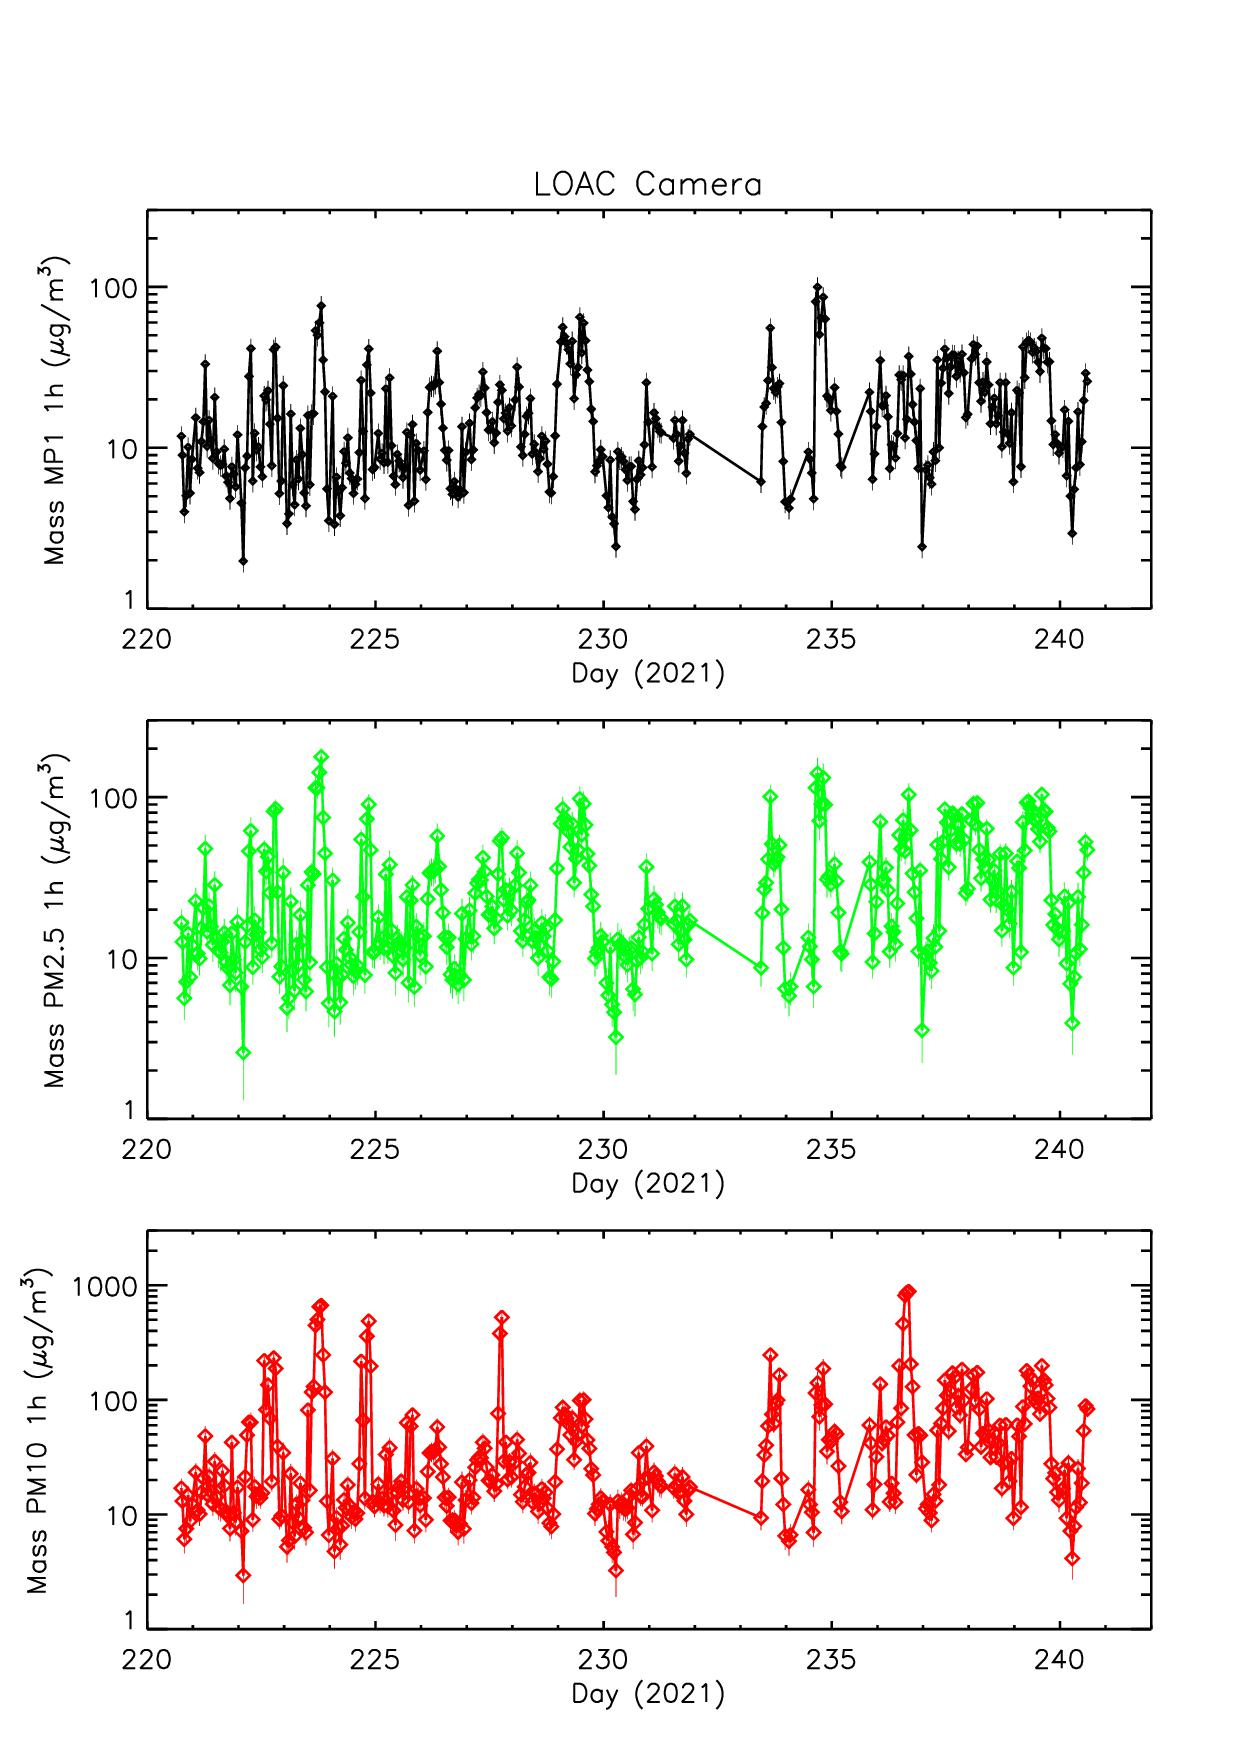 LOAC Camera
Mass MP1 1h (μg/m³)
100
10
1
220 225 230 235 240
Day (2021)
Mass PM2.5 1h (μg/m³)
100
10
1
220 225 230 235 240
Day (2021)
Mass PM10 1h (μg/m³)
1000
100
10
1
220 225 230 235 240
Day (2021)